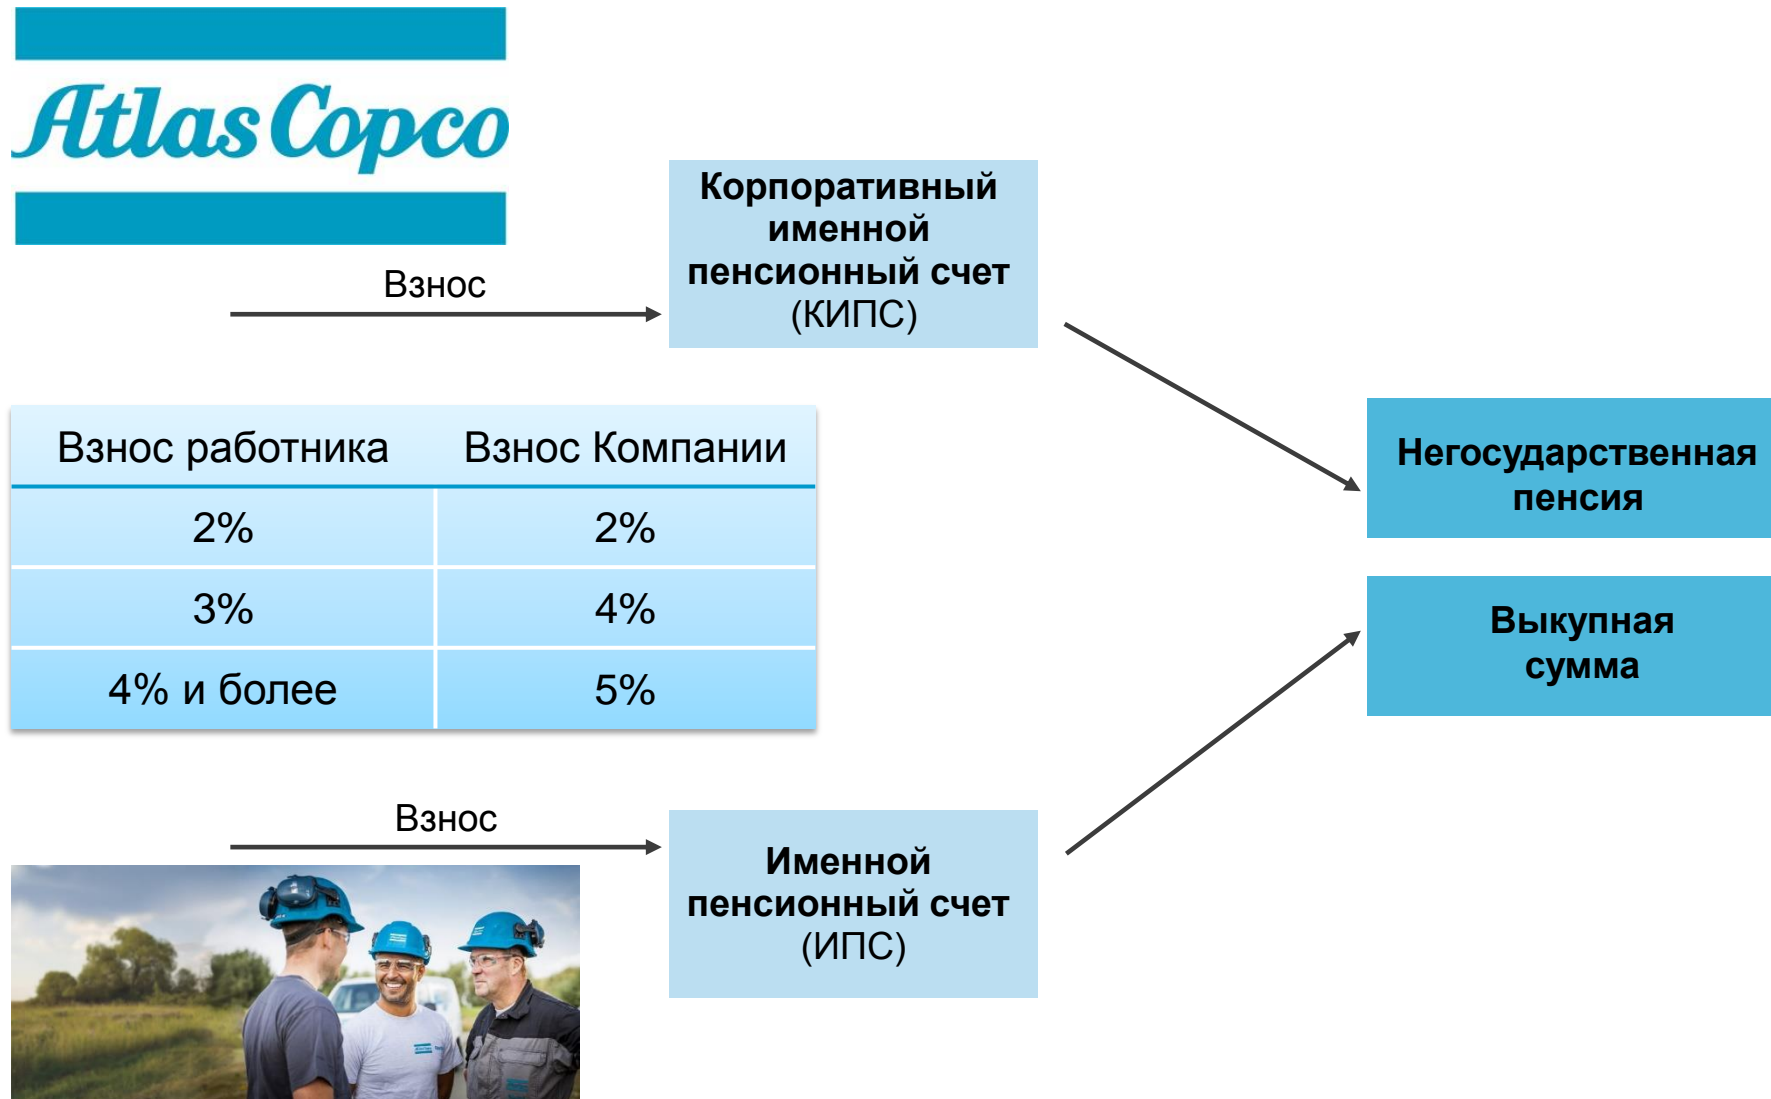 Atlas Copco
Корпоративный
именной
пенсионный счет
(КИПС)
Взнос
Взнос работника Взнос Компании
2% 2%
3% 4%
4% и более 5%
Негосударственная
пенсия
Выкупная
сумма
Взнос
Именной
пенсионный счет
(ИПС)